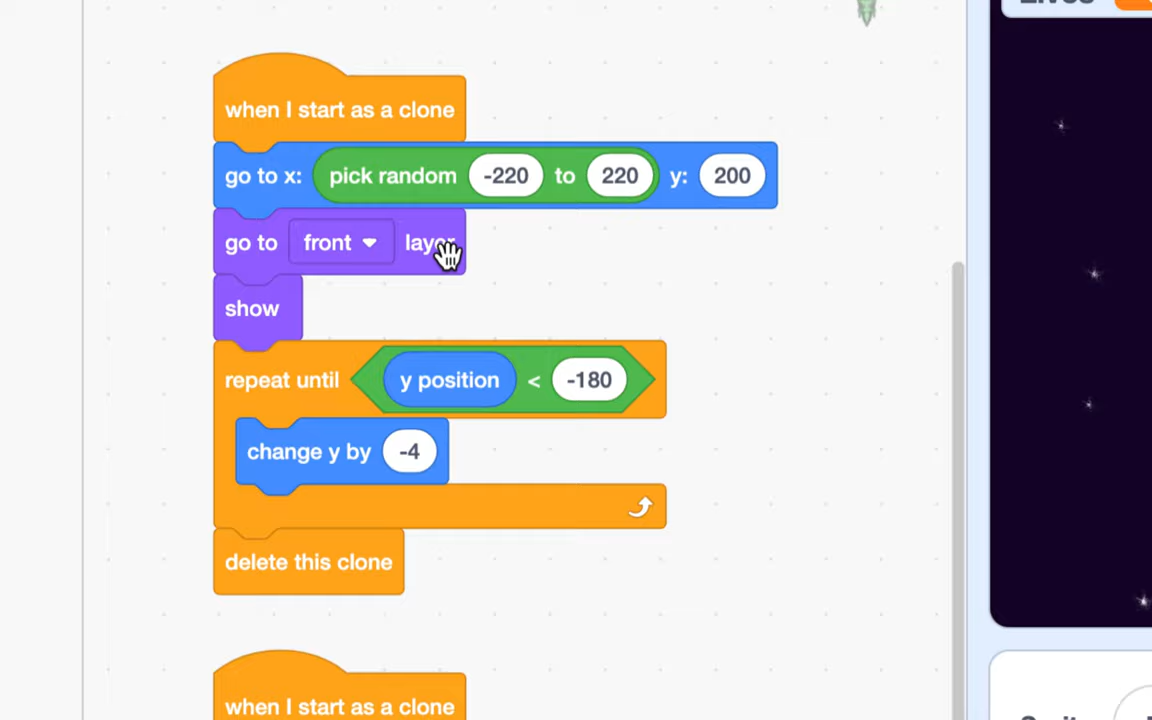 Lives
when I start as a clone
go to x: pick random -220 to 220 y: 200
go to front layer
show
repeat until y position < -180
change y by -4
delete this clone
when I start as a clone